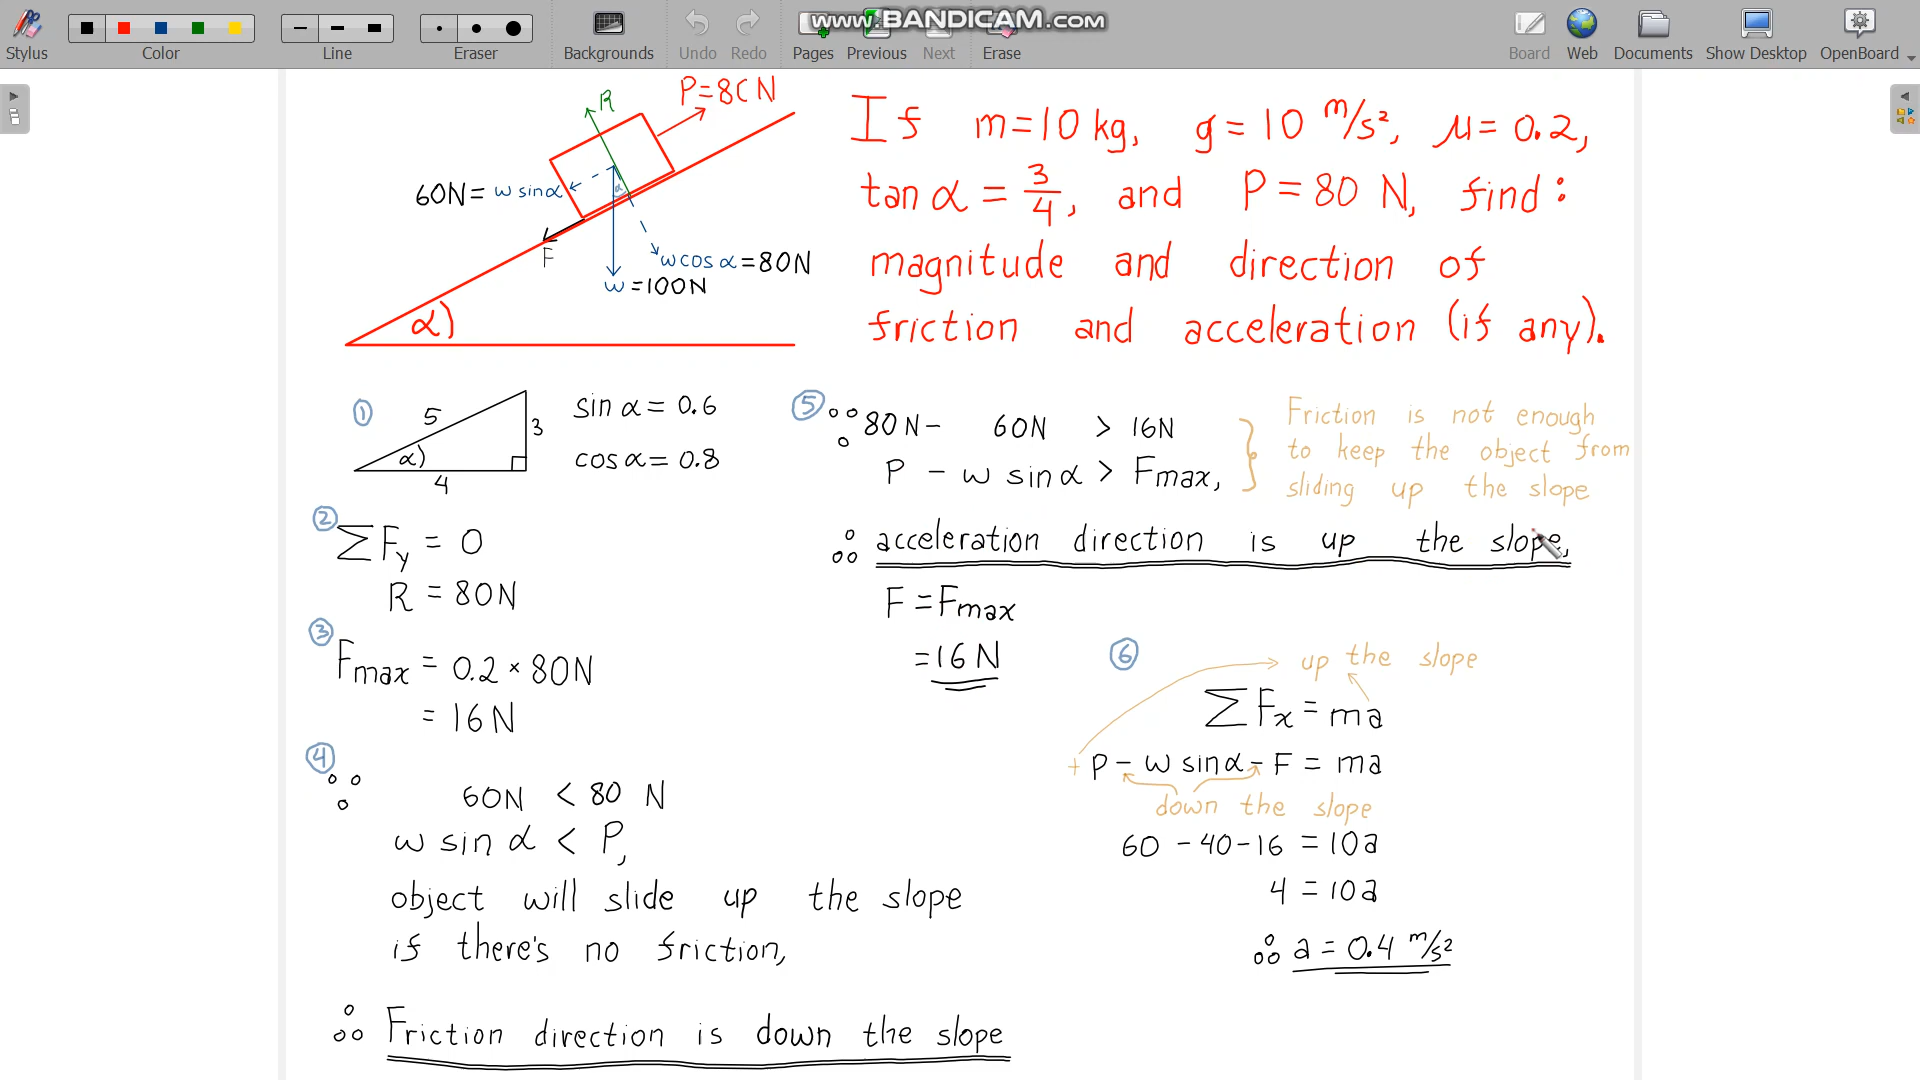 www.BANDICAM.com
Stylus
Color
Line
Eraser
Backgrounds
Undo
Redo
Pages
Previous
Next
Erase
Board
Web
Documents
Show Desktop
OpenBoard
R
P=80 N
60N= w sinα
α
F
w cos α = 80N
w = 100N
α)
If m=10 kg, g= 10 m/s², μ= 0.2,
tan α = 3/4, and P = 80 N, find:
magnitude and direction of
friction and acceleration (if any).
①
5
3
α)
4
sin α = 0.6
cos α = 0.8
②
ΣFy = 0
R = 80N
③
Fmax = 0.2 × 80N
= 16N
④
∵ 60N < 80 N
w sin α < P,
object will slide up the slope
if there's no friction,
∴ Friction direction is down the slope
⑤
∵ 80N - 60N > 16N
P - w sin α > Fmax,
Friction is not enough
to keep the object from
sliding up the slope
∴ acceleration direction is up the slope,
F = Fmax
= 16 N
⑥
up the slope
ΣFx = ma
+ P - w sin α - F = ma
down the slope
60 - 40 - 16 = 10a
4 = 10a
∴ a = 0.4 m/s²